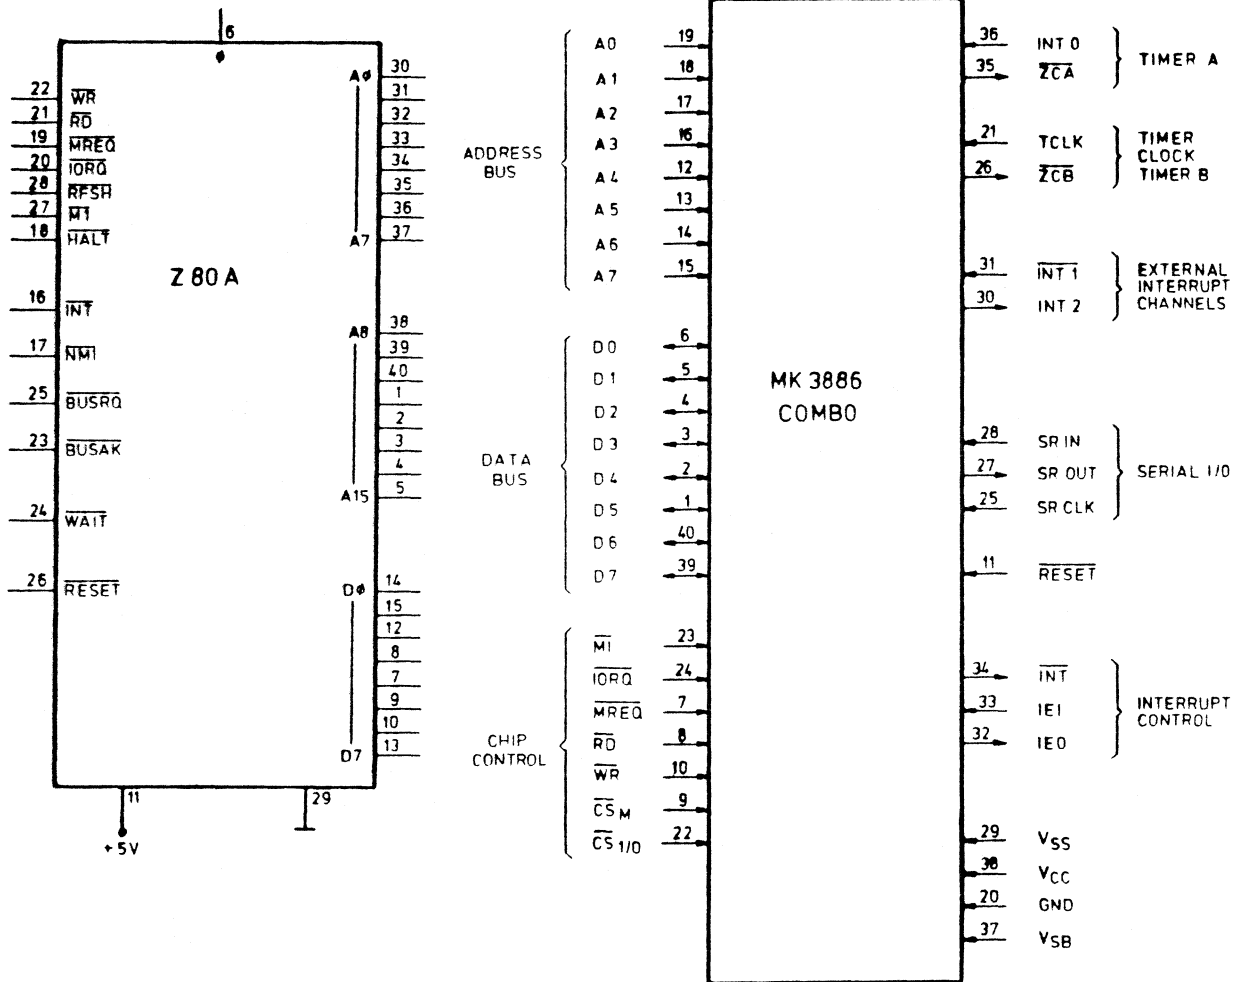 6
φ
22 WR
21 RD
19 MREQ
20 IORQ
28 RFSH
27 M1
18 HALT
16 INT
17 NMI
25 BUSRQ
23 BUSAK
24 WAIT
26 RESET
Z 80 A
Aφ 30
31
32
33
34
35
36
A7 37
A8 38
39
40
1
2
3
4
A15 5
Dφ 14
15
12
8
7
9
10
D7 13
11
+5V
29
ADDRESS
BUS
A0 19
A1 18
A2 17
A3 16
A4 12
A5 13
A6 14
A7 15
DATA
BUS
D0 6
D1 5
D2 4
D3 3
D4 2
D5 1
D6 40
D7 39
CHIP
CONTROL
M1 23
IORQ 24
MREQ 7
RD 8
WR 10
CS M 9
CS I/O 22
MK 3886
COMBO
36 INT 0
35 ZCA
TIMER A
21 TCLK
26 ZCB
TIMER
CLOCK
TIMER B
31 INT 1
30 INT 2
EXTERNAL
INTERRUPT
CHANNELS
28 SR IN
27 SR OUT
25 SR CLK
SERIAL I/O
11 RESET
34 INT
33 IEI
32 IEO
INTERRUPT
CONTROL
29 VSS
38 VCC
20 GND
37 VSB